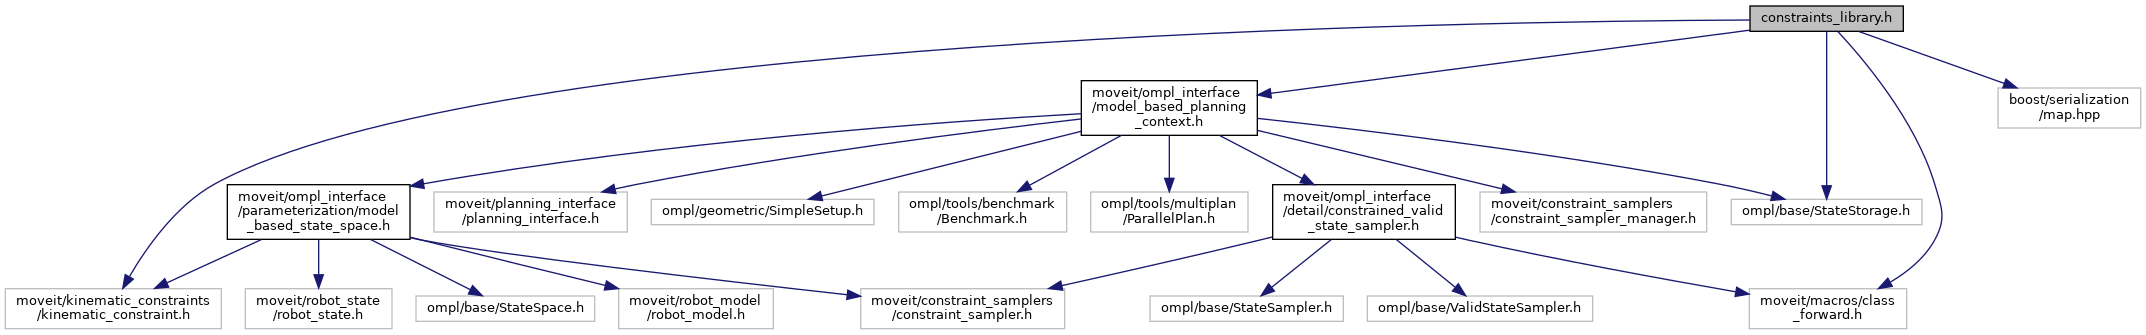 constraints_library.h
moveit/ompl_interface
/model_based_planning
_context.h
boost/serialization
/map.hpp
moveit/ompl_interface
/parameterization/model
_based_state_space.h
moveit/planning_interface
/planning_interface.h
ompl/geometric/SimpleSetup.h
ompl/tools/benchmark
/Benchmark.h
ompl/tools/multiplan
/ParallelPlan.h
moveit/ompl_interface
/detail/constrained_valid
_state_sampler.h
moveit/constraint_samplers
/constraint_sampler_manager.h
ompl/base/StateStorage.h
moveit/kinematic_constraints
/kinematic_constraint.h
moveit/robot_state
/robot_state.h
ompl/base/StateSpace.h
moveit/robot_model
/robot_model.h
moveit/constraint_samplers
/constraint_sampler.h
ompl/base/StateSampler.h
ompl/base/ValidStateSampler.h
moveit/macros/class
_forward.h